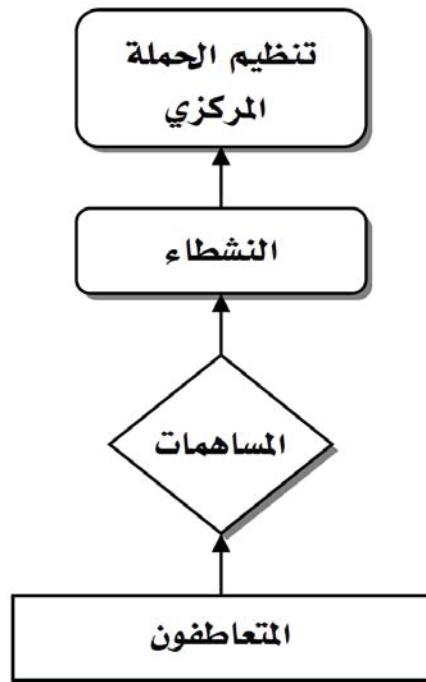 تنظيم الحملة
المركزي
النشطاء
المساهمات
المتعاطفون